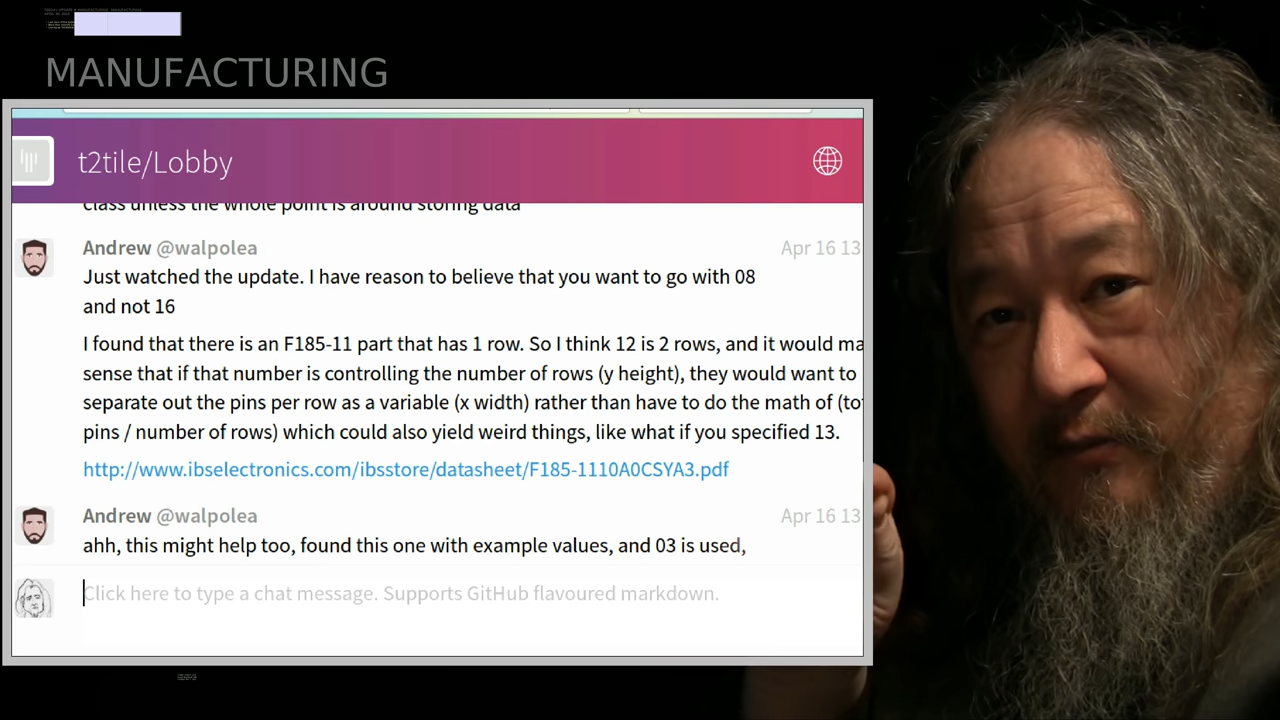 MANUFACTURING
t2tile/Lobby
class unless the whole point is around storing data
Andrew @walpolea
Apr 16 13
Just watched the update. I have reason to believe that you want to go with 08
and not 16
I found that there is an F185-11 part that has 1 row. So I think 12 is 2 rows, and it would ma
sense that if that number is controlling the number of rows (y height), they would want to
separate out the pins per row as a variable (x width) rather than have to do the math of (to
pins / number of rows) which could also yield weird things, like what if you specified 13.
http://www.ibselectronics.com/ibsstore/datasheet/F185-1110A0CSYA3.pdf
Andrew @walpolea
Apr 16 13
ahh, this might help too, found this one with example values, and 03 is used,
Click here to type a chat message. Supports GitHub flavoured markdown.